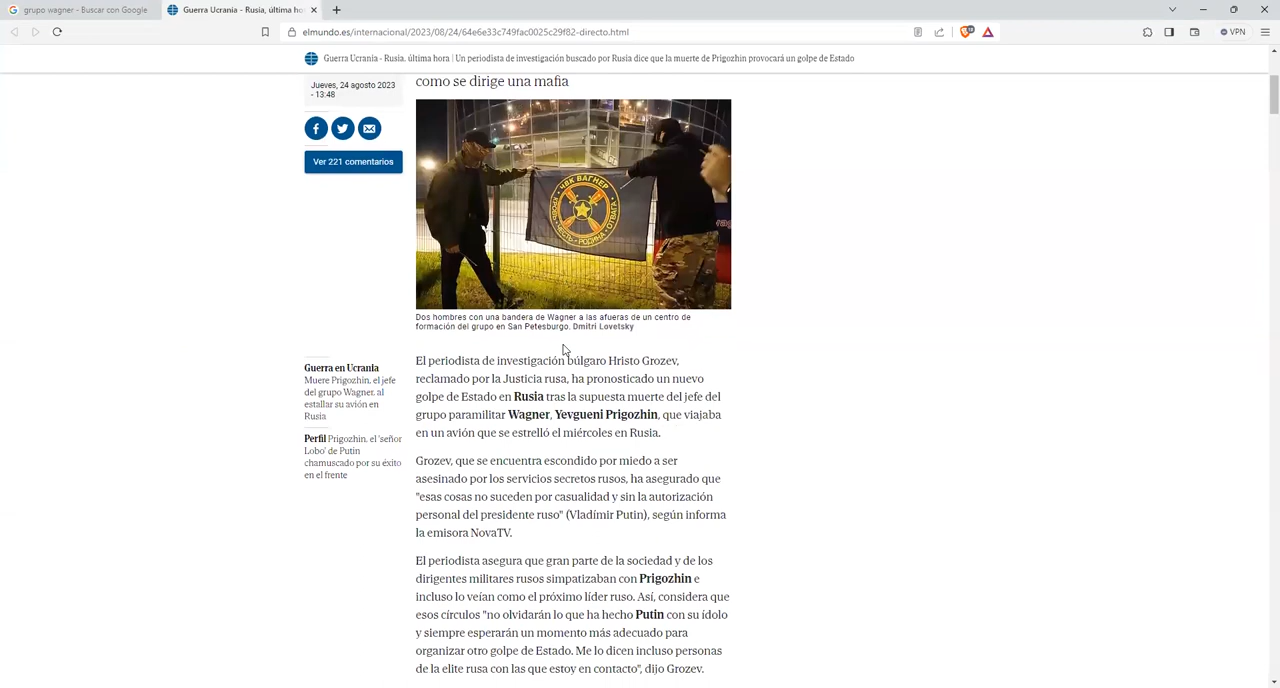 grupo wagner - Buscar con Google
Guerra Ucrania - Rusia, última ho
elmundo.es/internacional/2023/08/24/64e6e33c749fac0025c29f82-directo.html
VPN
Guerra Ucrania - Rusia, última hora | Un periodista de investigación buscado por Rusia dice que la muerte de Prigozhin provocará un golpe de Estado
Jueves, 24 agosto 2023
- 13:48
Ver 221 comentarios
como se dirige una mafia
ЧВК ВАГНЕР
КРОВЬ ЧЕСТЬ РОДИНА ОТВАГА
Dos hombres con una bandera de Wagner a las afueras de un centro de
formación del grupo en San Petesburgo. Dmitri Lovetsky
Guerra en Ucrania
Muere Prigozhin, el jefe
del grupo Wagner, al
estallar su avión en
Rusia
Perfil Prigozhin, el 'señor
Lobo' de Putin
chamuscado por su éxito
en el frente
El periodista de investigación búlgaro Hristo Grozev,
reclamado por la Justicia rusa, ha pronosticado un nuevo
golpe de Estado en Rusia tras la supuesta muerte del jefe del
grupo paramilitar Wagner, Yevgueni Prigozhin, que viajaba
en un avión que se estrelló el miércoles en Rusia.
Grozev, que se encuentra escondido por miedo a ser
asesinado por los servicios secretos rusos, ha asegurado que
"esas cosas no suceden por casualidad y sin la autorización
personal del presidente ruso" (Vladímir Putin), según informa
la emisora NovaTV.
El periodista asegura que gran parte de la sociedad y de los
dirigentes militares rusos simpatizaban con Prigozhin e
incluso lo veían como el próximo líder ruso. Así, considera que
esos círculos "no olvidarán lo que ha hecho Putin con su ídolo
y siempre esperarán un momento más adecuado para
organizar otro golpe de Estado. Me lo dicen incluso personas
de la elite rusa con las que estoy en contacto", dijo Grozev.